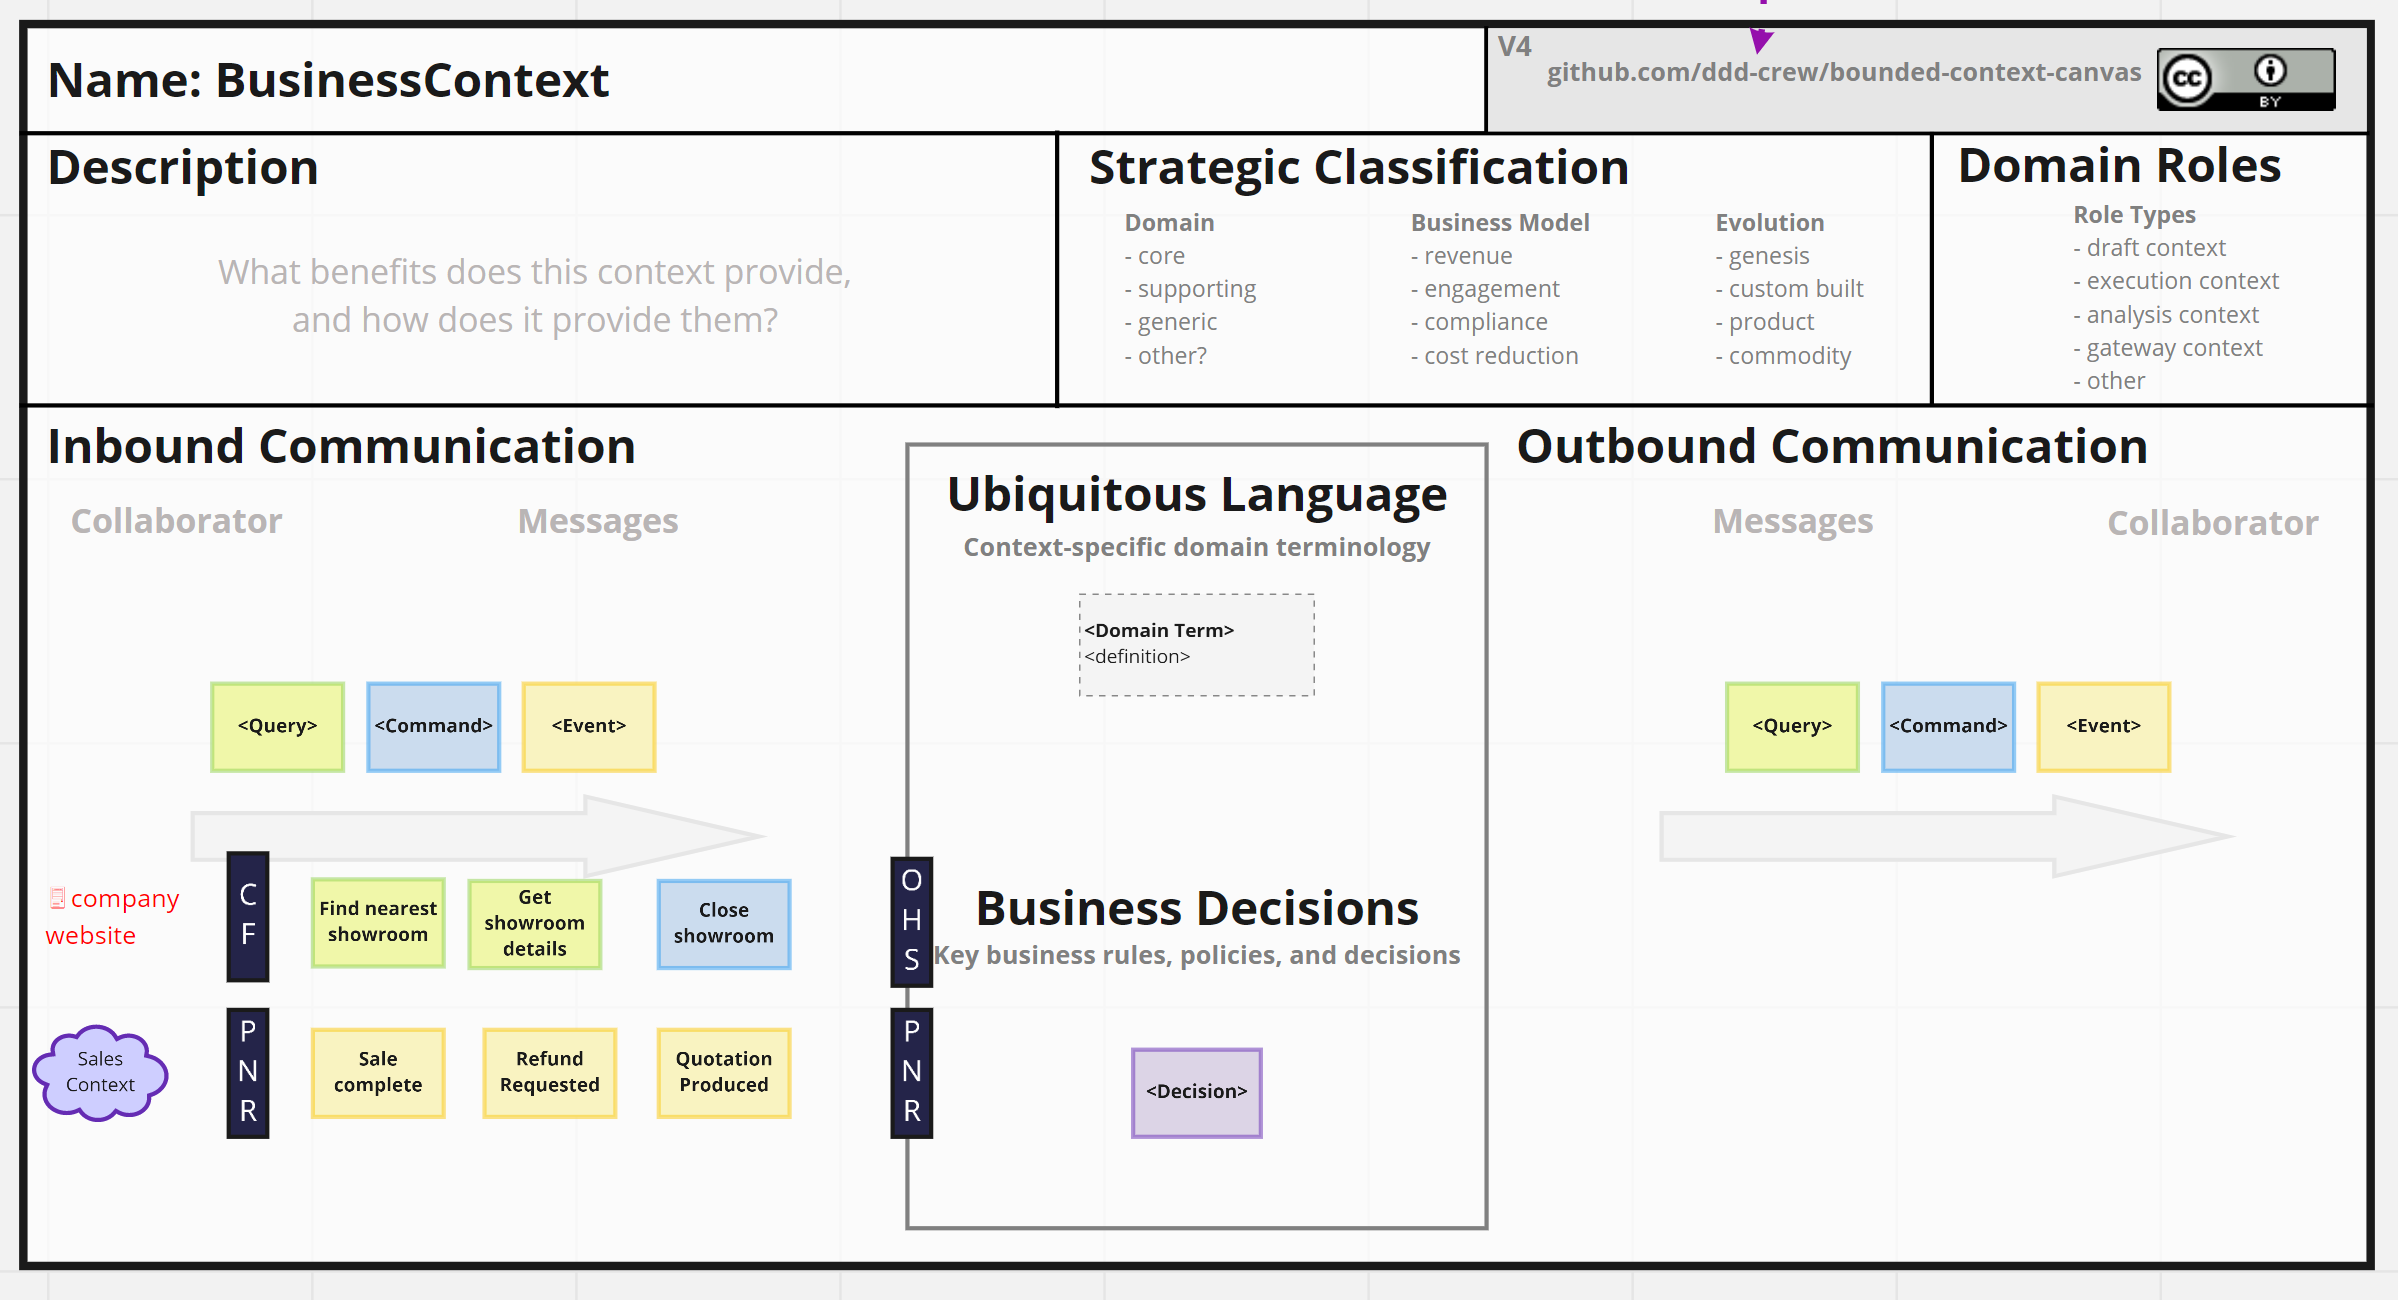 Name: BusinessContext
V4
github.com/ddd-crew/bounded-context-canvas
cc
BY
Description
What benefits does this context provide,
and how does it provide them?
Strategic Classification
Domain
- core
- supporting
- generic
- other?
Business Model
- revenue
- engagement
- compliance
- cost reduction
Evolution
- genesis
- custom built
- product
- commodity
Domain Roles
Role Types
- draft context
- execution context
- analysis context
- gateway context
- other
Inbound Communication
Collaborator
Messages
<Query>
<Command>
<Event>
company
website
C
F
Find nearest
showroom
Get
showroom
details
Close
showroom
O
H
S
Sales
Context
P
N
R
Sale
complete
Refund
Requested
Quotation
Produced
P
N
R
Ubiquitous Language
Context-specific domain terminology
<Domain Term>
<definition>
Business Decisions
Key business rules, policies, and decisions
<Decision>
Outbound Communication
Messages
Collaborator
<Query>
<Command>
<Event>